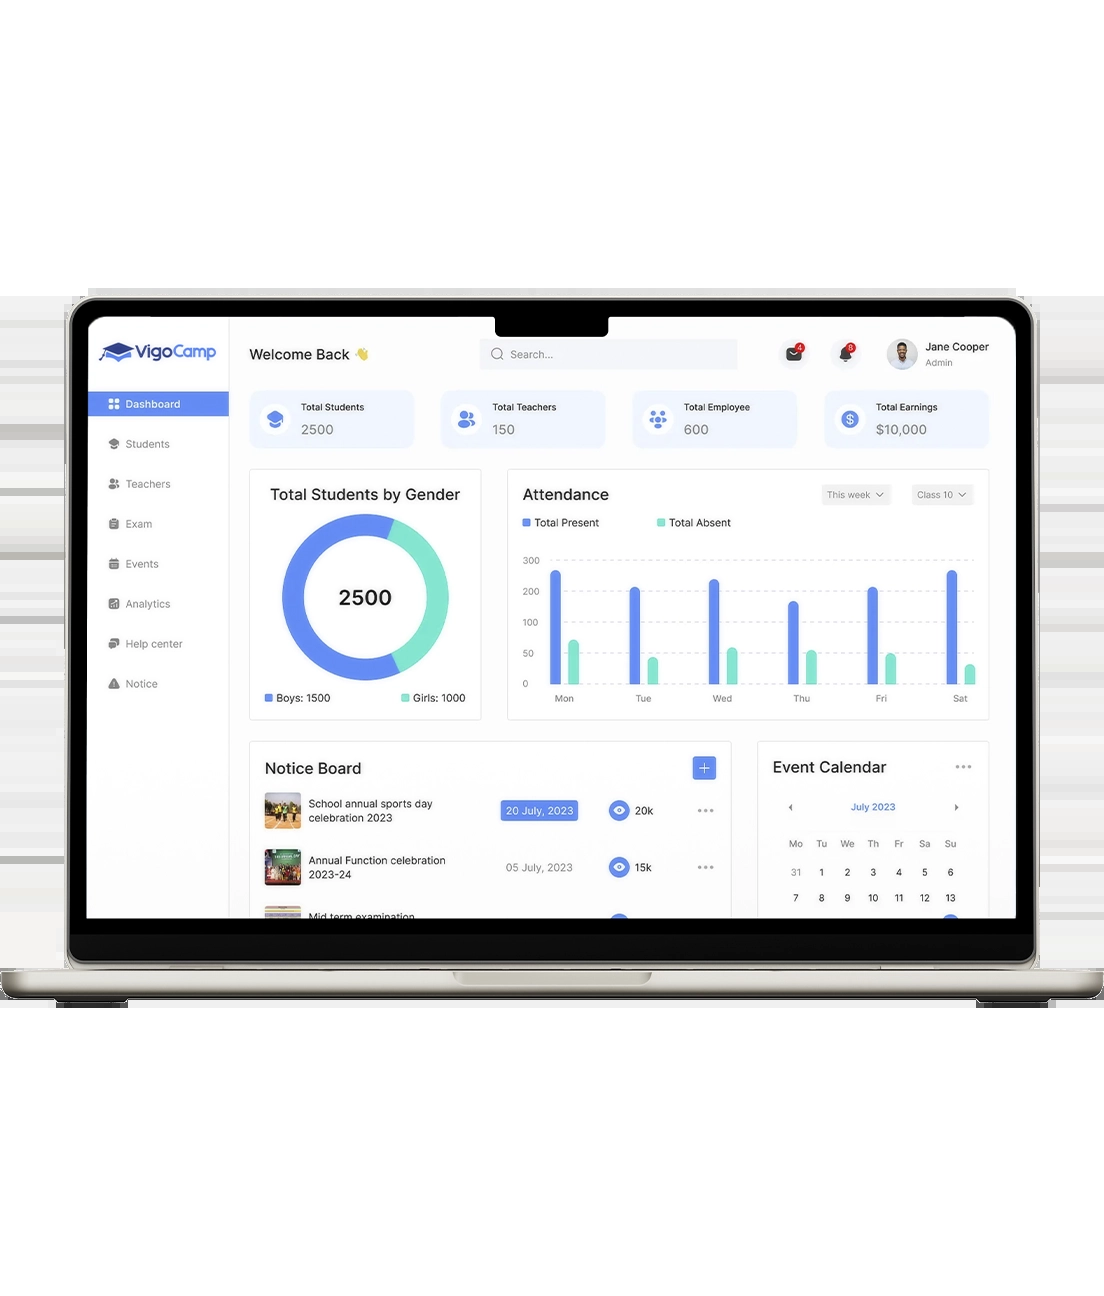 VigoCamp
Dashboard
Students
Teachers
Exam
Events
Analytics
Help center
Notice
Welcome Back 👋
Search...
4
8
Jane Cooper
Admin
Total Students
2500
Total Teachers
150
Total Employee
600
Total Earnings
$10,000
Total Students by Gender
2500
Boys: 1500
Girls: 1000
Attendance
This week
Class 10
Total Present
Total Absent
300
200
100
50
0
Mon Tue Wed Thu Fri Sat
Notice Board
+
School annual sports day
celebration 2023
20 July, 2023
20k
Annual Function celebration
2023-24
05 July, 2023
15k
Mid term examination
Event Calendar
July 2023
Mo Tu We Th Fr Sa Su
31 1 2 3 4 5 6
7 8 9 10 11 12 13